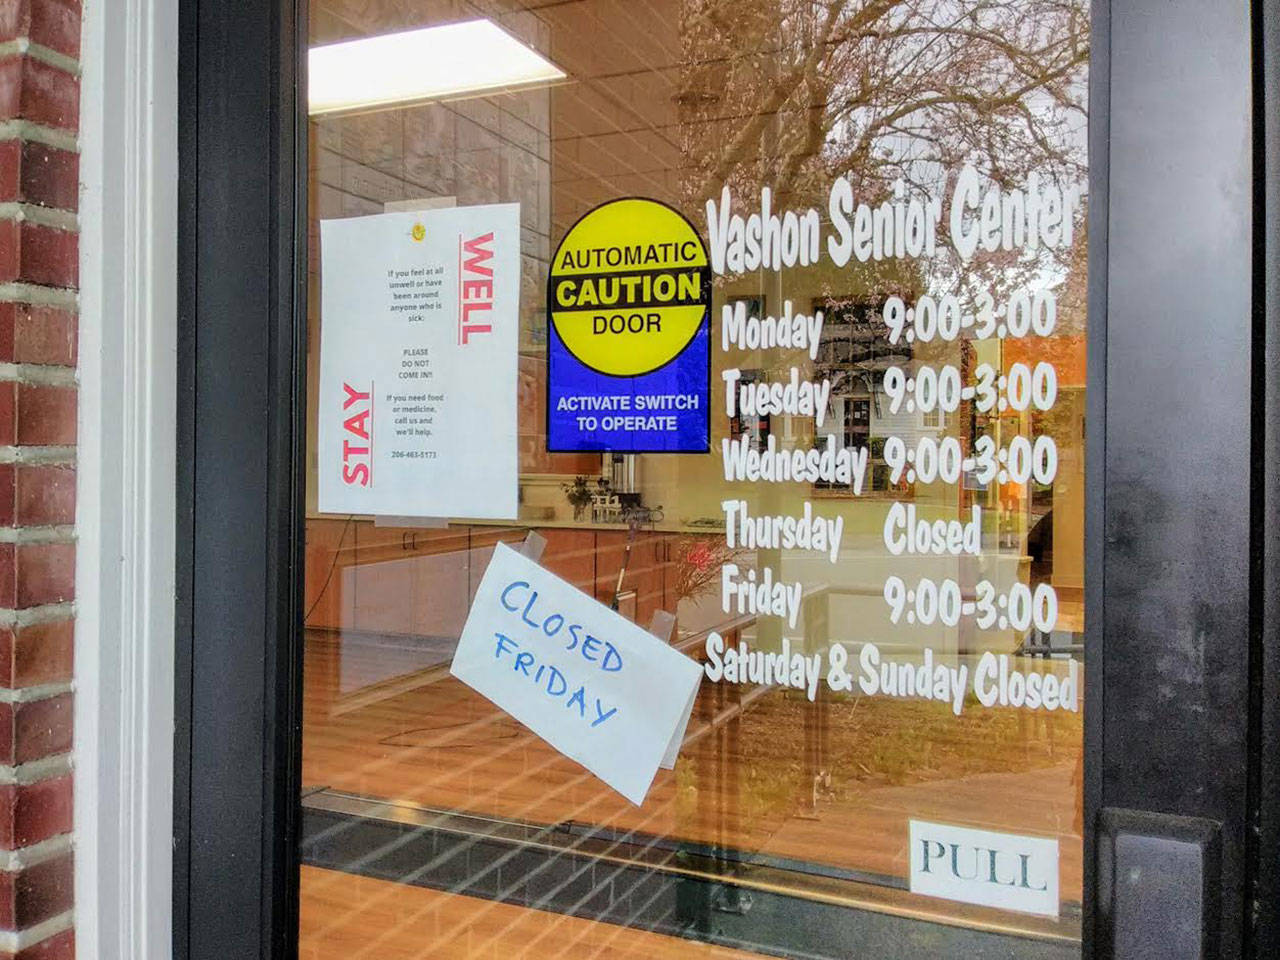 WELL
If you feel at all
unwell or have
been around
anyone who is
sick:
PLEASE
DO NOT
COME IN!!
If you need food
or medicine,
call us and
we'll help.
206-463-5173
STAY
AUTOMATIC
CAUTION
DOOR
ACTIVATE SWITCH
TO OPERATE
Vashon Senior Center
Monday 9:00-3:00
Tuesday 9:00-3:00
Wednesday 9:00-3:00
Thursday Closed
Friday 9:00-3:00
Saturday & Sunday Closed
CLOSED
FRIDAY
PULL